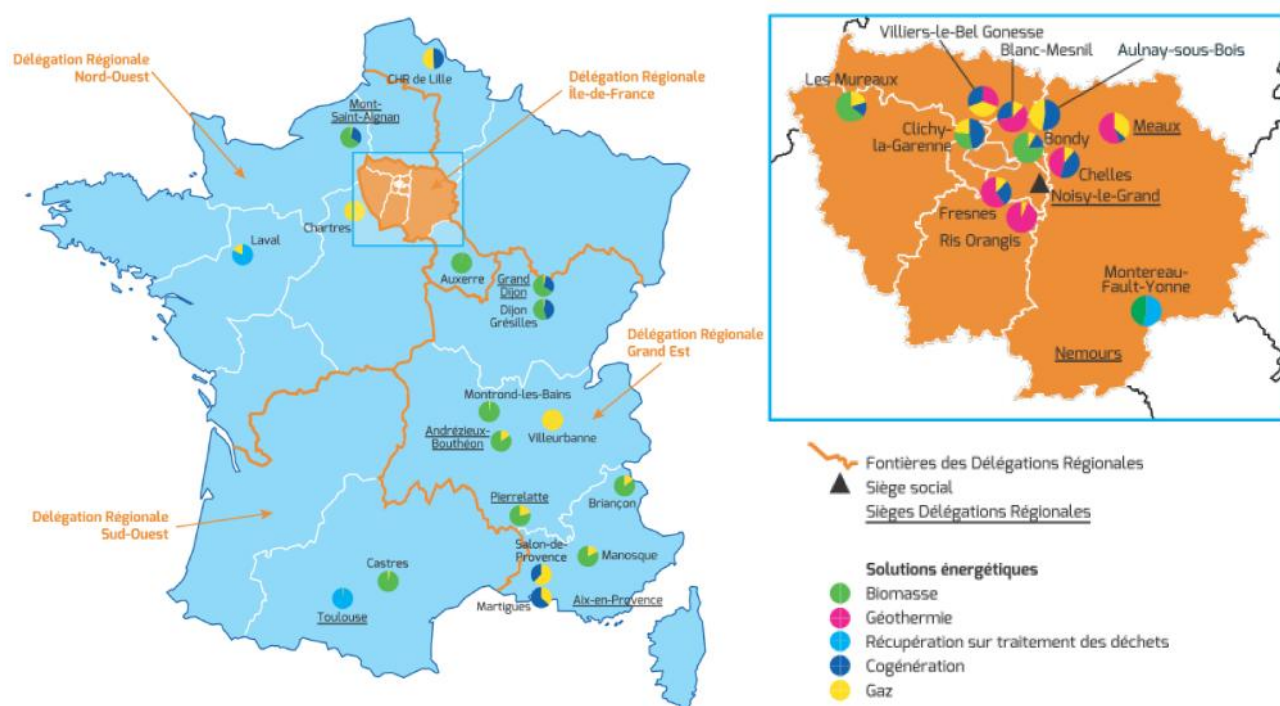 Délégation Régionale
Nord-Ouest
CHR de Lille
Délégation Régionale
Île-de-France
Mont-
Saint-Aignan
Chartres
Laval
Auxerre
Grand
Dijon
Dijon
Grésilles
Délégation Régionale
Grand Est
Montrond-les-Bains
Villeurbanne
Andrézieux-
Bouthéon
Briançon
Pierrelatte
Délégation Régionale
Sud-Ouest
Salon-de-
Provence
Manosque
Castres
Toulouse
Martigues
Aix-en-Provence
Villiers-le-Bel Gonesse
Blanc-Mesnil
Aulnay-sous-Bois
Les Mureaux
Clichy-
la-Garenne
Bondy
Meaux
Chelles
Noisy-le-Grand
Fresnes
Ris Orangis
Montereau-
Fault-Yonne
Nemours
Fontières des Délégations Régionales
Siège social
Sièges Délégations Régionales
Solutions énergétiques
Biomasse
Géothermie
Récupération sur traitement des déchets
Cogénération
Gaz